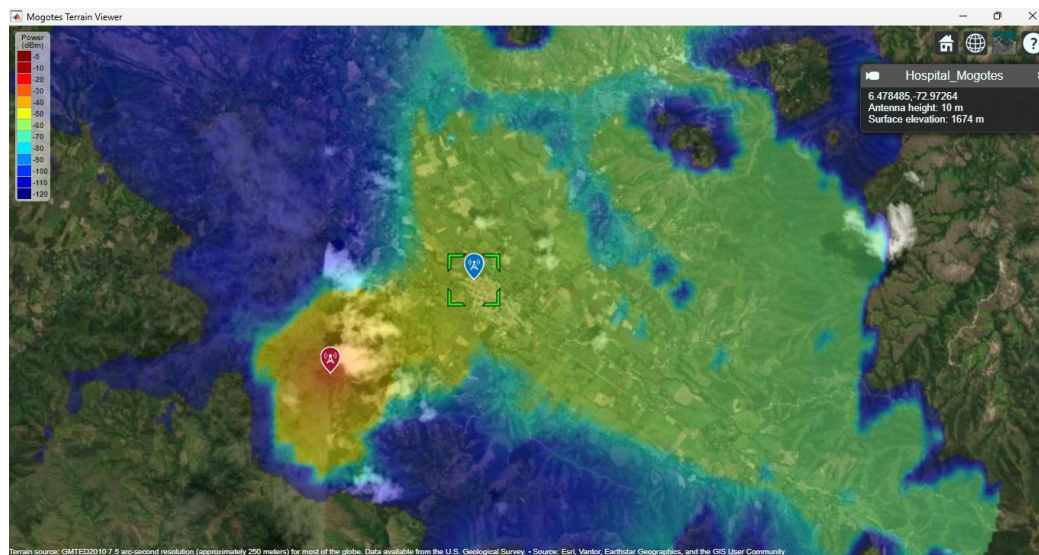 Mogotes Terrain Viewer
Power
(dBm)
-5
-10
-20
-30
-40
-50
-60
-70
-80
-90
-100
-110
-120
?
Hospital_Mogotes
6.478485,-72.97264
Antenna height: 10 m
Surface elevation: 1674 m
Terrain source: GMTED2010 7.5 arc-second resolution (approximately 250 meters) for most of the globe. Data available from the U.S. Geological Survey. • Source: Esri, Vantor, Earthstar Geographics, and the GIS User Community